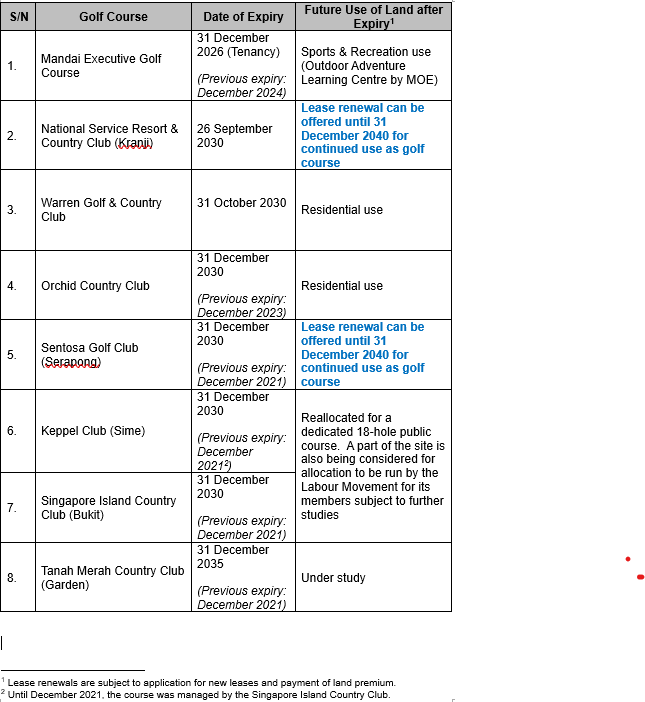 S/N
Golf Course
Date of Expiry
Future Use of Land after
Expiry1
1.
Mandai Executive Golf
Course
31 December
2026 (Tenancy)
(Previous expiry:
December 2024)
Sports & Recreation use
(Outdoor Adventure
Learning Centre by MOE)
2.
National Service Resort &
Country Club (Kranji)
26 September
2030
Lease renewal can be
offered until 31
December 2040 for
continued use as golf
course
3.
Warren Golf & Country
Club
31 October 2030
Residential use
4.
Orchid Country Club
31 December
2030
(Previous expiry:
December 2023)
Residential use
5.
Sentosa Golf Club
(Serapong)
31 December
2030
(Previous expiry:
December 2021)
Lease renewal can be
offered until 31
December 2040 for
continued use as golf
course
6.
Keppel Club (Sime)
31 December
2030
(Previous expiry:
December
2021²)
Reallocated for a
dedicated 18-hole public
course. A part of the site is
also being considered for
allocation to be run by the
Labour Movement for its
members subject to further
studies
7.
Singapore Island Country
Club (Bukit)
31 December
2030
(Previous expiry:
December 2021)
8.
Tanah Merah Country Club
(Garden)
31 December
2035
(Previous expiry:
December 2021)
Under study
1 Lease renewals are subject to application for new leases and payment of land premium.
2 Until December 2021, the course was managed by the Singapore Island Country Club.